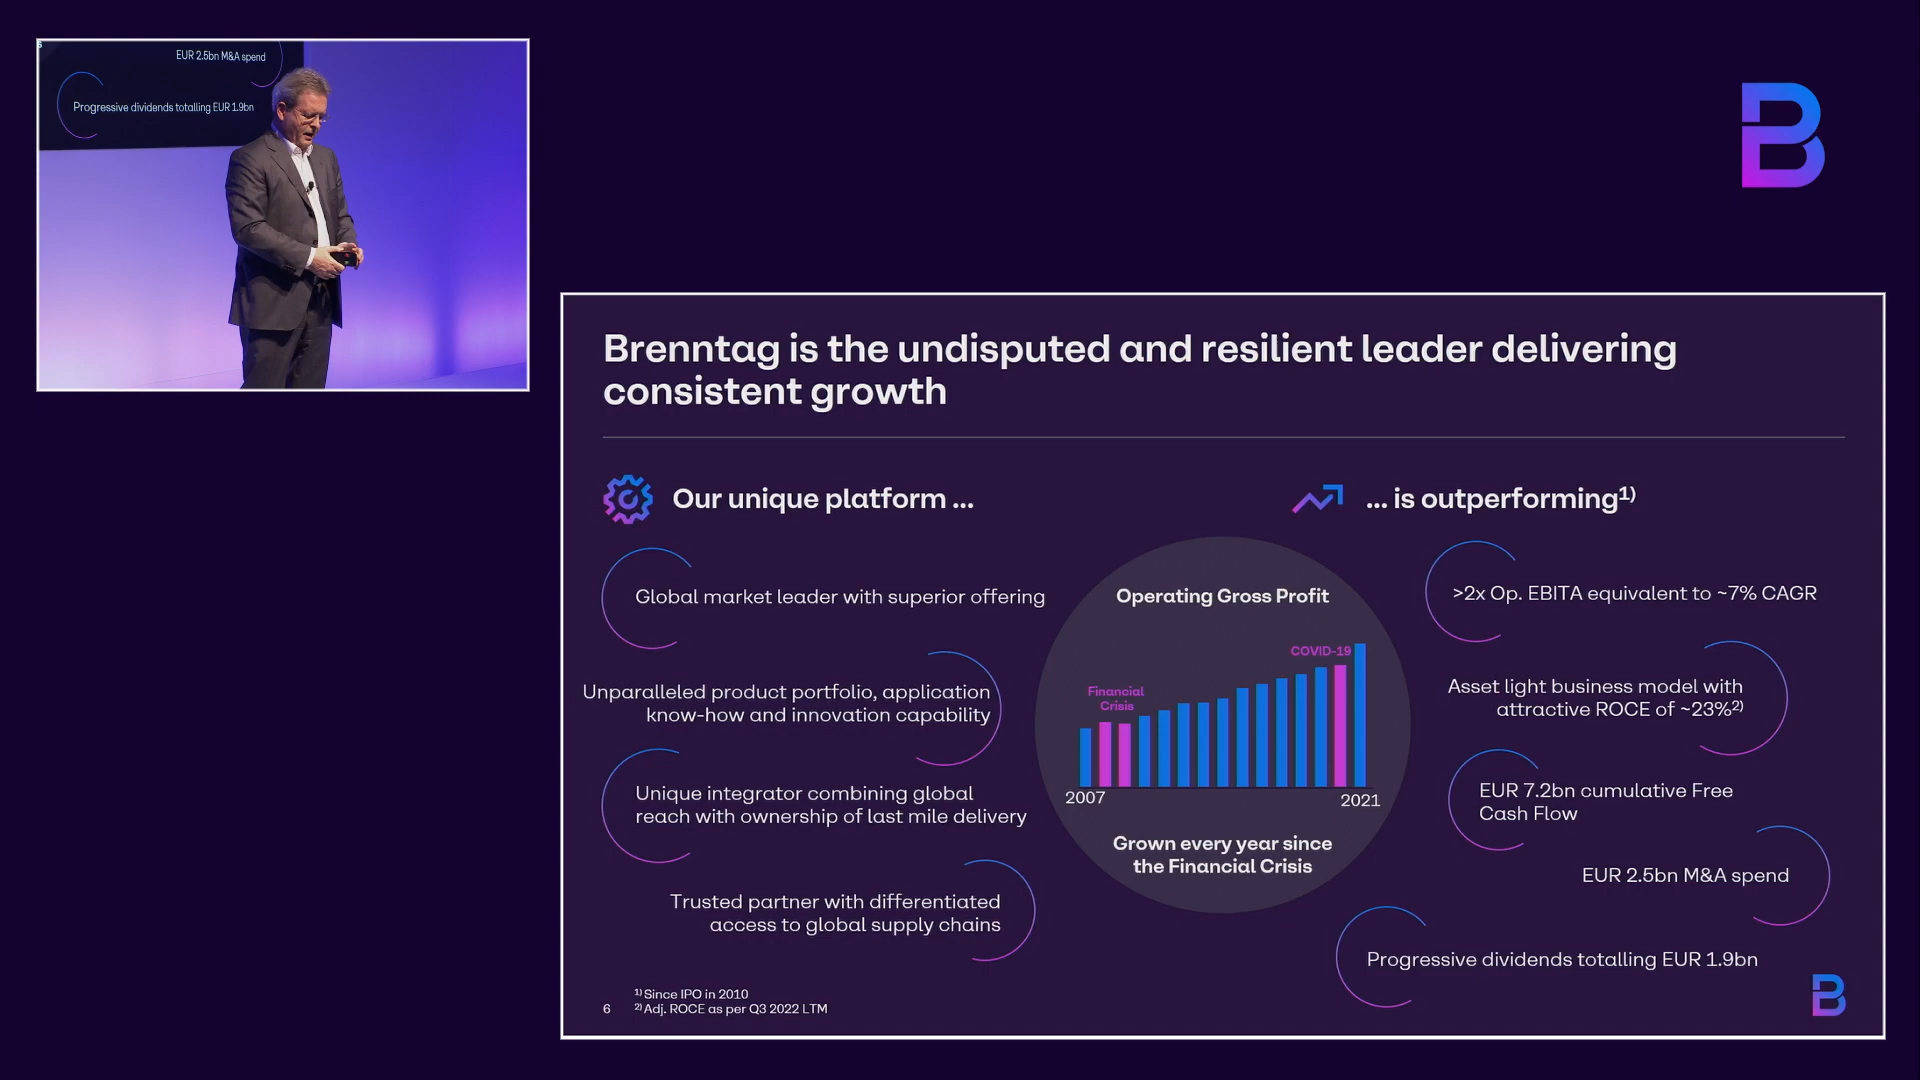 EUR 2.5bn M&A spend
Progressive dividends totalling EUR 1.9bn
Brenntag is the undisputed and resilient leader delivering
consistent growth
Our unique platform ...
... is outperforming¹⁾
Global market leader with superior offering
Unparalleled product portfolio, application
know-how and innovation capability
Unique integrator combining global
reach with ownership of last mile delivery
Trusted partner with differentiated
access to global supply chains
Operating Gross Profit
COVID-19
Financial
Crisis
2007
2021
Grown every year since
the Financial Crisis
>2x Op. EBITA equivalent to ~7% CAGR
Asset light business model with
attractive ROCE of ~23%²⁾
EUR 7.2bn cumulative Free
Cash Flow
EUR 2.5bn M&A spend
Progressive dividends totalling EUR 1.9bn
¹⁾ Since IPO in 2010
6 ²⁾ Adj. ROCE as per Q3 2022 LTM